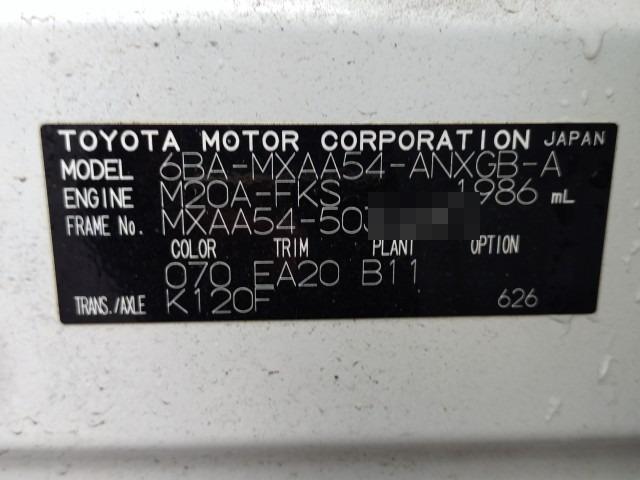 TOYOTA MOTOR CORPORATION JAPAN
MODEL 6BA-MXAA54-ANXGB-A
ENGINE M20A-FKS 1986 mL
FRAME No. MXAA54-50
COLOR TRIM PLANT OPTION
070 EA20 B11
TRANS./AXLE K120F 626